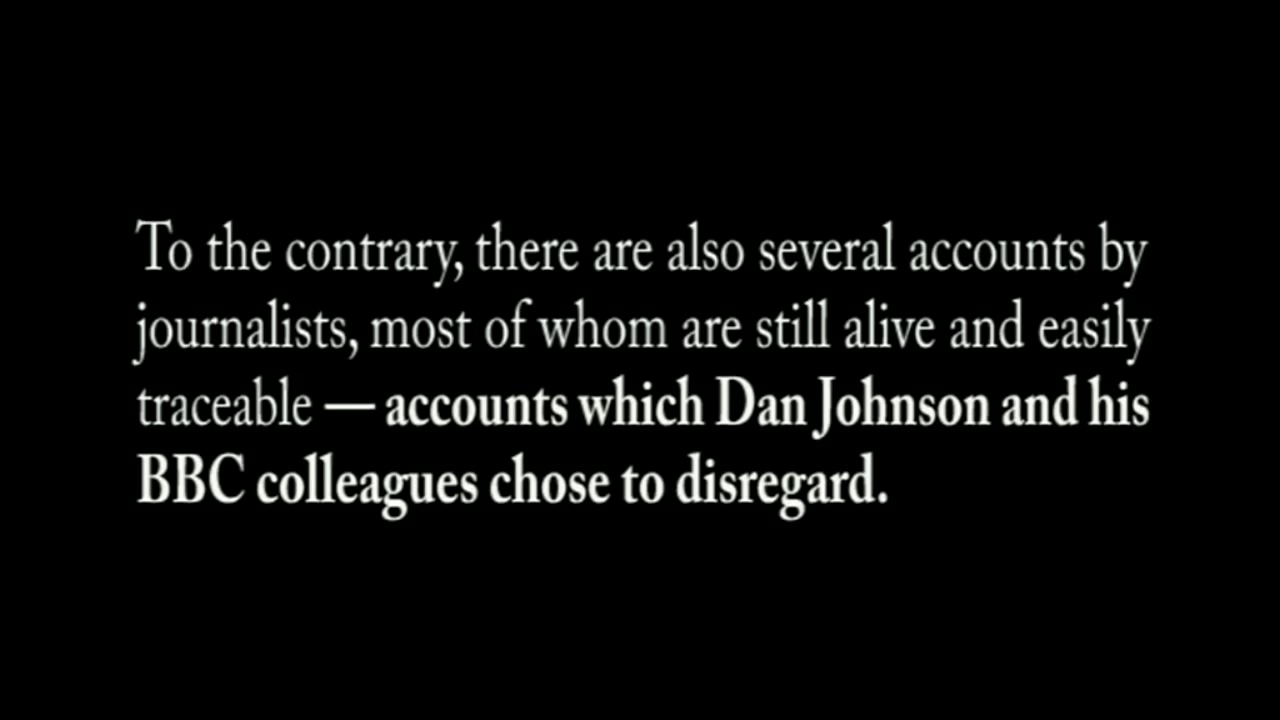 To the contrary, there are also several accounts by
journalists, most of whom are still alive and easily
traceable — accounts which Dan Johnson and his
BBC colleagues chose to disregard.